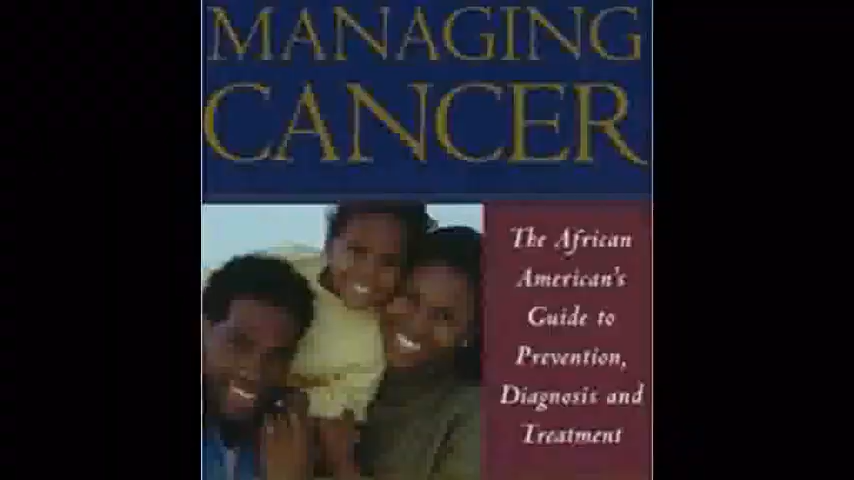 MANAGING
CANCER
The African
American's
Guide to
Prevention,
Diagnosis and
Treatment